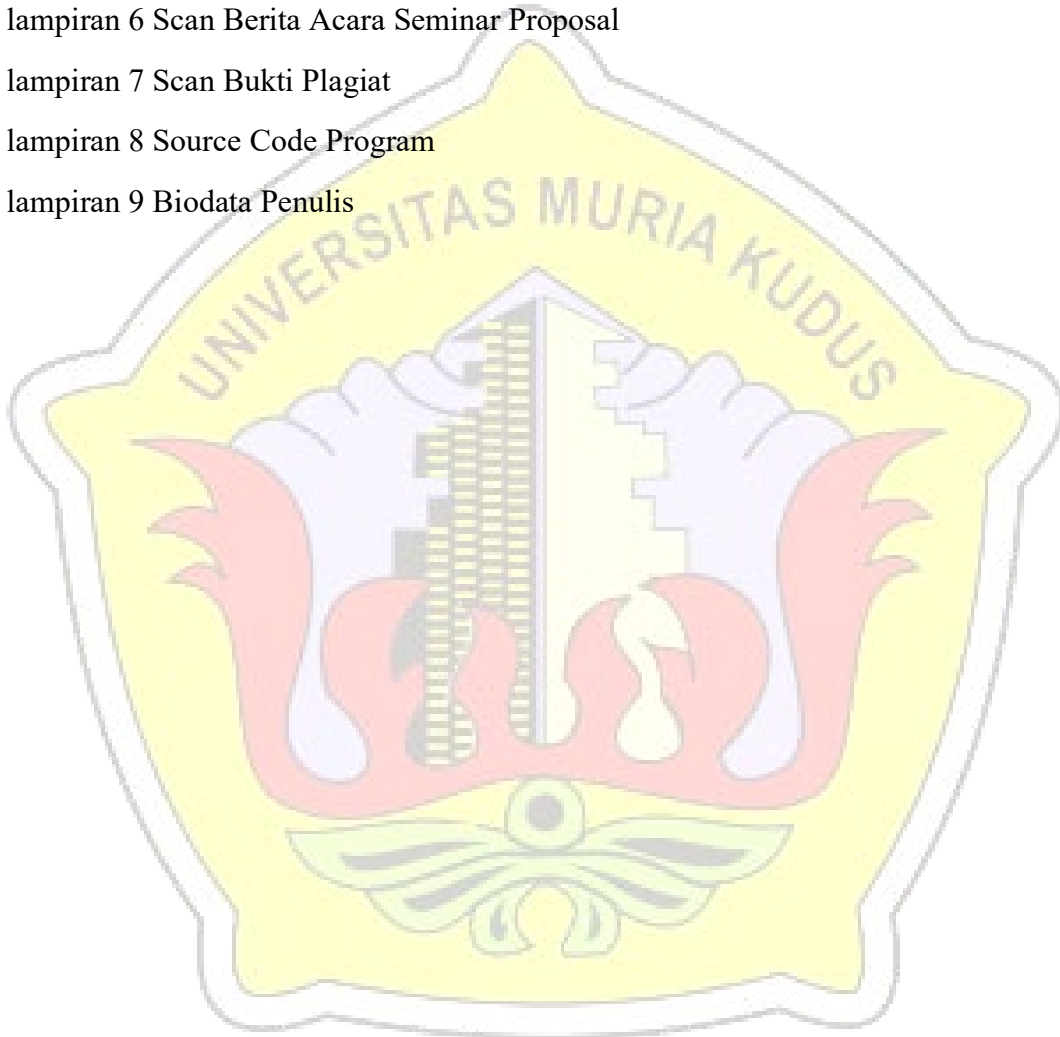 lampiran 6 Scan Berita Acara Seminar Proposal
lampiran 7 Scan Bukti Plagiat
lampiran 8 Source Code Program
lampiran 9 Biodata Penulis
UNIVERSITAS MURIA KUDUS